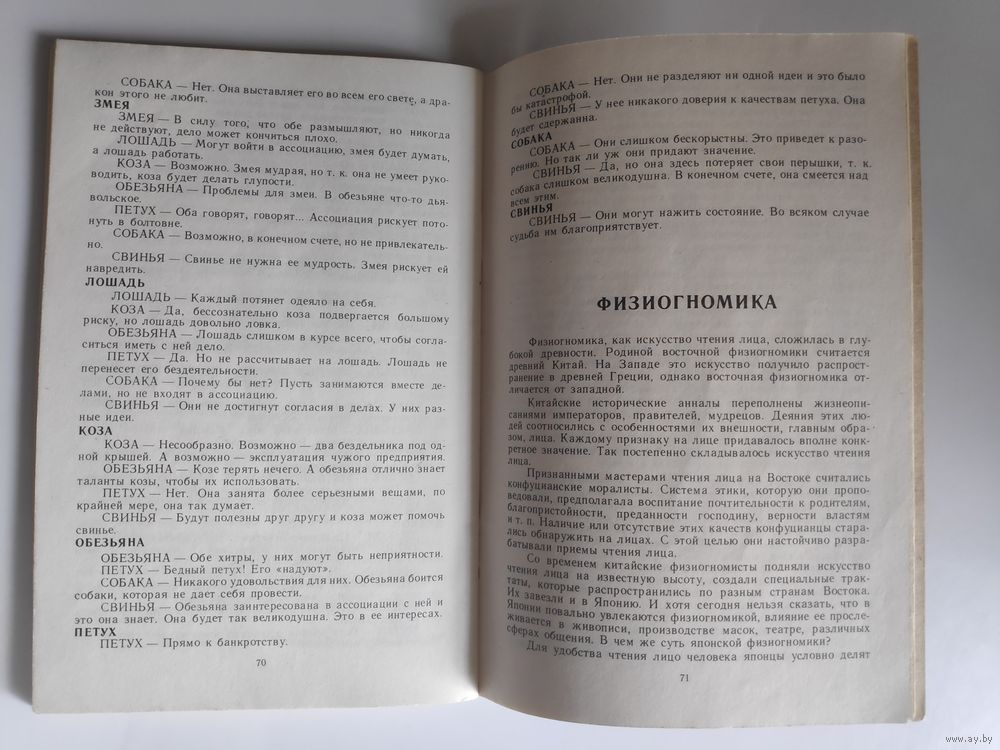 СОБАКА — Нет. Она выставляет его во всем его свете, а дра-
кон этого не любит.
ЗМЕЯ
ЗМЕЯ — В силу того, что обе размышляют, но никогда
не действуют, дело может кончиться плохо.
ЛОШАДЬ — Могут войти в ассоциацию, змея будет думать,
а лошадь работать.
КОЗА — Возможно. Змея мудрая, но т. к. она не умеет руко-
водить, коза будет делать глупости.
ОБЕЗЬЯНА — Проблемы для змеи. В обезьяне что-то дья-
вольское.
ПЕТУХ — Оба говорят, говорят... Ассоциация рискует пото-
нуть в болтовне.
СОБАКА — Возможно, в конечном счете, но не привлекатель-
но.
СВИНЬЯ — Свинье не нужна ее мудрость. Змея рискует ей
навредить.
ЛОШАДЬ
ЛОШАДЬ — Каждый потянет одеяло на себя.
КОЗА — Да, бессознательно коза подвергается большому
риску, но лошадь довольно ловка.
ОБЕЗЬЯНА — Лошадь слишком в курсе всего, чтобы согла-
ситься иметь с ней дело.
ПЕТУХ — Да. Но не рассчитывает на лошадь. Лошадь не
перенесет его бездеятельности.
СОБАКА — Почему бы нет? Пусть занимаются вместе де-
лами, но не входят в ассоциацию.
СВИНЬЯ — Они не достигнут согласия в делах. У них раз-
ные идеи.
КОЗА
КОЗА — Несообразно. Возможно — два бездельника под од-
ной крышей. А возможно — эксплуатация чужого предприятия.
ОБЕЗЬЯНА — Козе терять нечего. А обезьяна отлично знает
таланты козы, чтобы их использовать.
ПЕТУХ — Нет. Она занята более серьезными вещами, по
крайней мере, она так думает.
СВИНЬЯ — Будут полезны друг другу и коза может помочь
свинье.
ОБЕЗЬЯНА
ОБЕЗЬЯНА — Обе хитры, у них могут быть неприятности.
ПЕТУХ — Бедный петух! Его «надуют».
СОБАКА — Никакого удовольствия для них. Обезьяна боится
собаки, которая не дает себя провести.
СВИНЬЯ — Обезьяна заинтересована в ассоциации с ней и
это она знает. Она будет так великодушна. Это в ее интересах.
ПЕТУХ
ПЕТУХ — Прямо к банкротству.
70
СОБАКА — Нет. Они не разделяют ни одной идеи и это было
бы катастрофой.
СВИНЬЯ — У нее никакого доверия к качествам петуха. Она
будет сдержанна.
СОБАКА
СОБАКА — Они слишком бескорыстны. Это приведет к разо-
рению. Но так ли уж они придают значение.
СВИНЬЯ — Да, но она здесь потеряет свои перышки, т. к.
собака слишком великодушна. В конечном счете, она смеется над
всем этим.
СВИНЬЯ
СВИНЬЯ — Они могут нажить состояние. Во всяком случае
судьба им благоприятствует.
ФИЗИОГНОМИКА
Физиогномика, как искусство чтения лица, сложилась в глу-
бокой древности. Родиной восточной физиогномики считается
древний Китай. На Западе это искусство получило распрост-
ранение в древней Греции, однако восточная физиогномика от-
личается от западной.
Китайские исторические анналы переполнены жизнеопи-
саниями императоров, правителей, мудрецов. Деяния этих лю-
дей соотносились с особенностями их внешности, главным обра-
зом, лица. Каждому признаку на лице придавалось вполне конк-
ретное значение. Так постепенно складывалось искусство чтения
лица.
Признанными мастерами чтения лица на Востоке считались
конфуцианские моралисты. Система этики, которую они пропо-
ведовали, предполагала воспитание почтительности к родителям,
благопристойности, преданности господину, верности властям
и т. п. Наличие или отсутствие этих качеств конфуцианцы стара-
лись обнаружить на лицах. С этой целью они настойчиво разра-
батывали приемы чтения лица.
Со временем китайские физиогномисты подняли искусство
чтения лица на известную высоту, создали специальные трак-
таты, которые распространились по разным странам Востока.
Их завезли и в Японию. И хотя сегодня нельзя сказать, что в
Японии повально увлекаются физиогномикой, влияние ее просле-
живается в живописи, производстве масок, театре, различных
сферах общения. В чем же суть японской физиогномики?
Для удобства чтения лицо человека японцы условно делят
71
www.ay.by